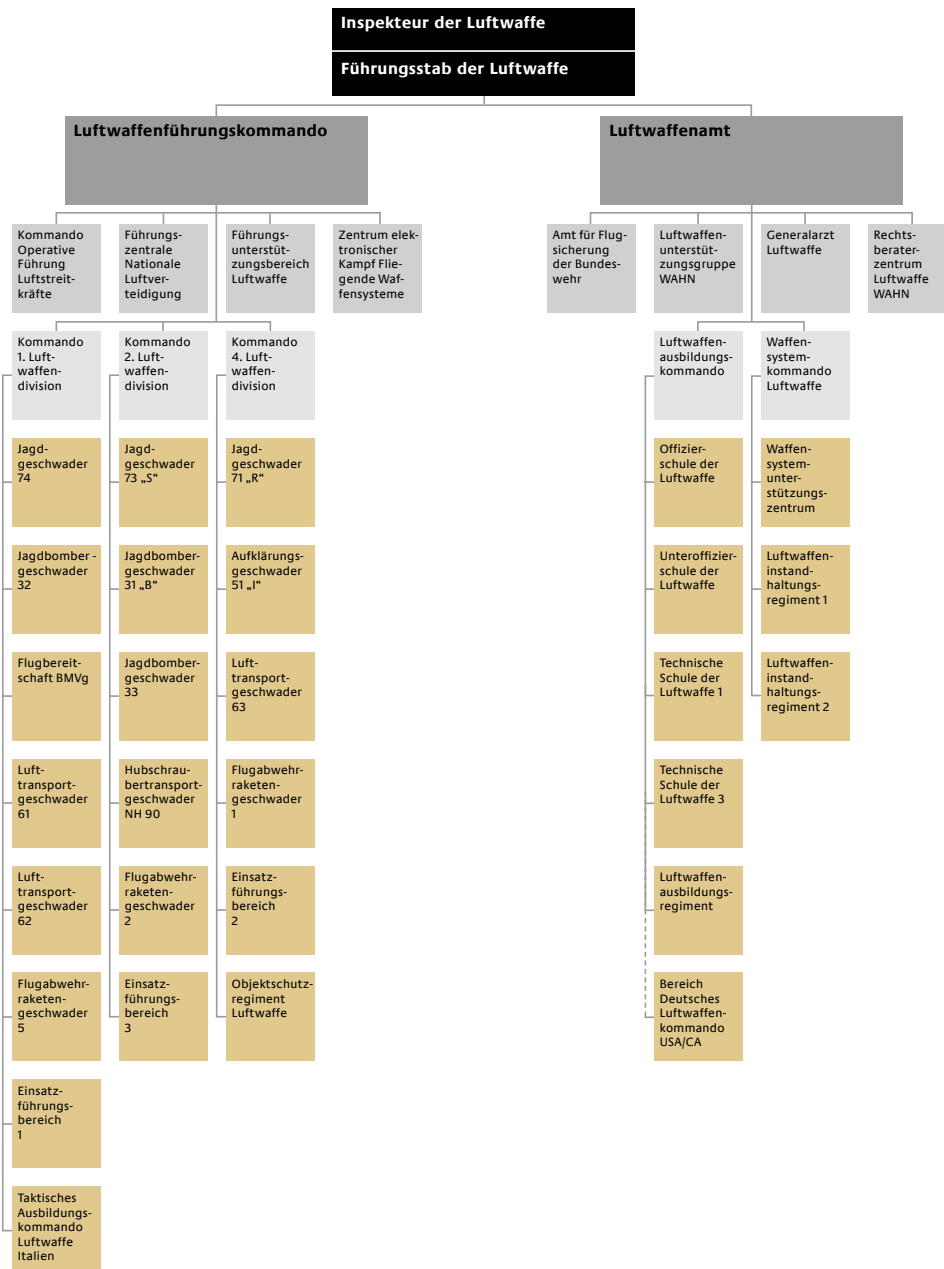 Inspekteur der Luftwaffe
Führungsstab der Luftwaffe
Luftwaffenführungskommando
Luftwaffenamt
Kommando
Operative
Führung
Luftstreit-
kräfte
Führungs-
zentrale
Nationale
Luftver-
teidigung
Führungs-
unterstüt-
zungsbereich
Luftwaffe
Zentrum elek-
tronischer
Kampf Flie-
gende Waf-
fensysteme
Amt für Flug-
sicherung
der Bundes-
wehr
Luftwaffen-
unterstüt-
zungsgruppe
WAHN
Generalarzt
Luftwaffe
Rechts-
berater-
zentrum
Luftwaffe
WAHN
Kommando
1. Luft-
waffen-
division
Kommando
2. Luft-
waffen-
division
Kommando
4. Luft-
waffen-
division
Luftwaffen-
ausbildungs-
kommando
Waffen-
system-
kommando
Luftwaffe
Jagd-
geschwader
74
Jagd-
geschwader
73 „S“
Jagd-
geschwader
71 „R“
Offizier-
schule der
Luftwaffe
Waffen-
system-
unter-
stützungs-
zentrum
Jagdbomber -
geschwader
32
Jagdbomber-
geschwader
31 „B“
Aufklärungs-
geschwader
51 „I“
Unteroffizier-
schule der
Luftwaffe
Luftwaffen-
instand-
haltungs-
regiment 1
Flugbereit-
schaft BMVg
Jagdbomber-
geschwader
33
Luft-
transport-
geschwader
63
Technische
Schule der
Luftwaffe 1
Luftwaffen-
instand-
haltungs-
regiment 2
Luft-
transport-
geschwader
61
Hubschrau-
bertransport-
geschwader
NH 90
Flugabwehr-
raketen-
geschwader
1
Technische
Schule der
Luftwaffe 3
Luft-
transport-
geschwader
62
Flugabwehr-
raketen-
geschwader
2
Einsatz-
führungs-
bereich
2
Luftwaffen-
ausbildungs-
regiment
Flugabwehr-
raketen-
geschwader
5
Einsatz-
führungs-
bereich
3
Objektschutz-
regiment
Luftwaffe
Bereich
Deutsches
Luftwaffen-
kommando
USA/CA
Einsatz-
führungs-
bereich
1
Taktisches
Ausbildungs-
kommando
Luftwaffe
Italien